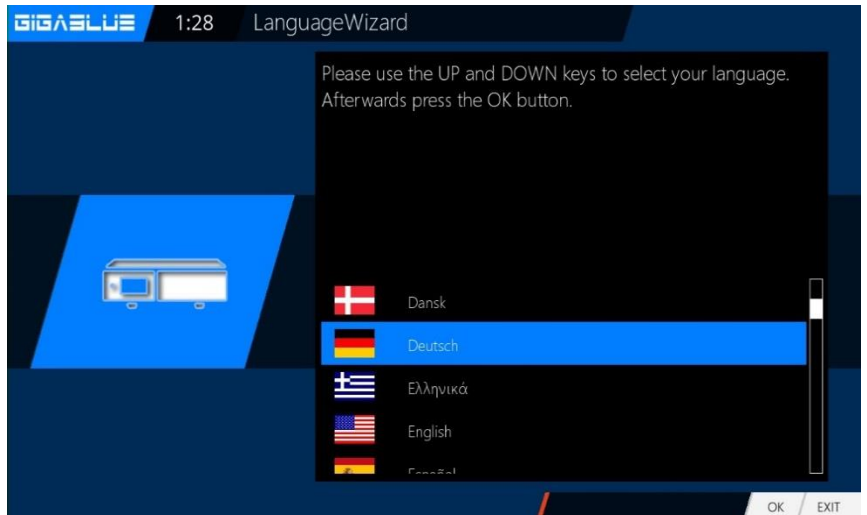 GIGABLUE
1:28
LanguageWizard
Please use the UP and DOWN keys to select your language.
Afterwards press the OK button.
Dansk
Deutsch
Ελληνικά
English
Español
OK
EXIT